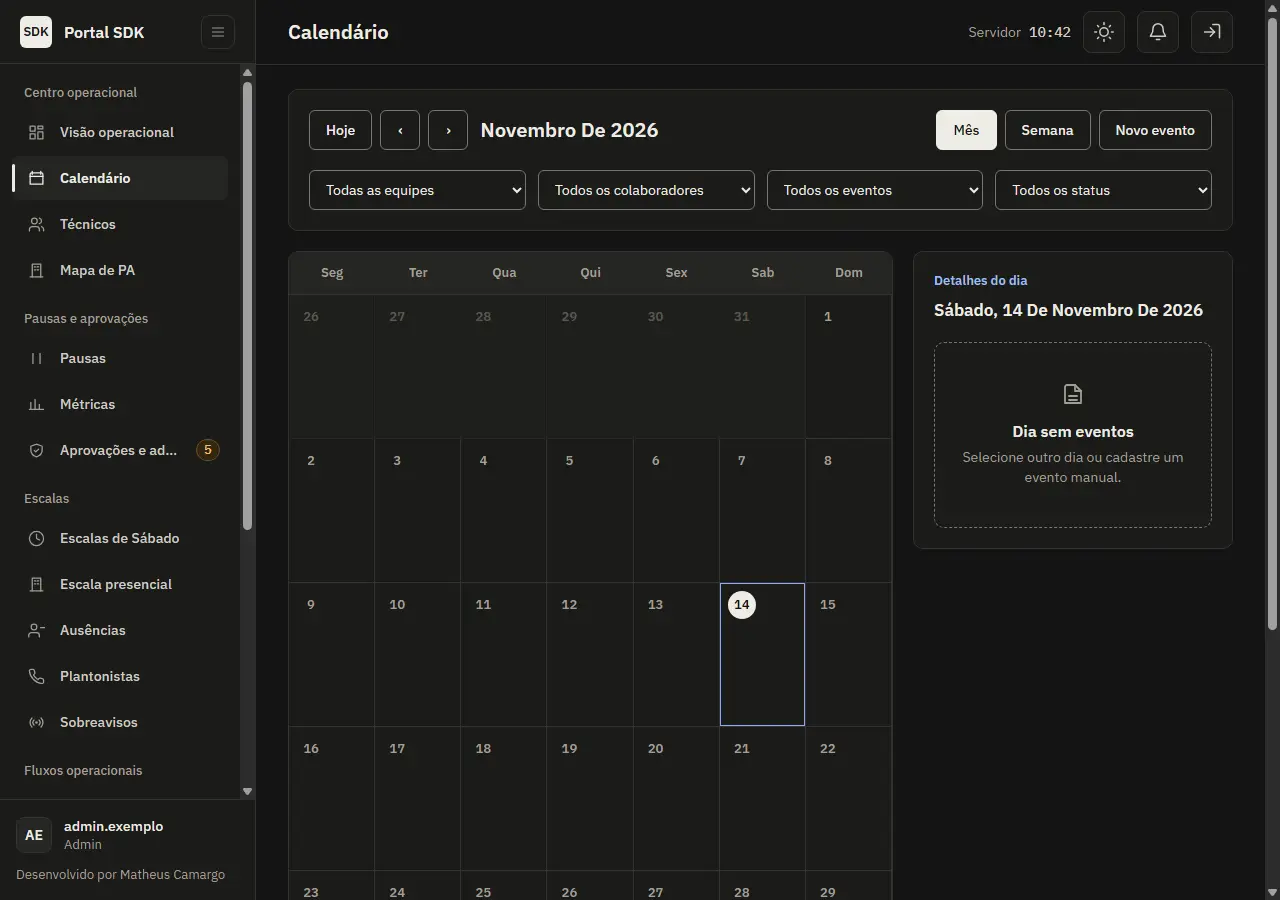 SDK Portal SDK
Centro operacional
Visão operacional
Calendário
Técnicos
Mapa de PA
Pausas e aprovações
Pausas
Métricas
Aprovações e ad... 5
Escalas
Escalas de Sábado
Escala presencial
Ausências
Plantonistas
Sobreavisos
Fluxos operacionais
AE admin.exemplo
Admin
Desenvolvido por Matheus Camargo
Calendário
Servidor 10:42
Hoje ‹ › Novembro De 2026
Mês Semana Novo evento
Todas as equipes Todos os colaboradores Todos os eventos Todos os status
Seg Ter Qua Qui Sex Sab Dom
26 27 28 29 30 31 1
2 3 4 5 6 7 8
9 10 11 12 13 14 15
16 17 18 19 20 21 22
23 24 25 26 27 28 29
Detalhes do dia
Sábado, 14 De Novembro De 2026
Dia sem eventos
Selecione outro dia ou cadastre um
evento manual.